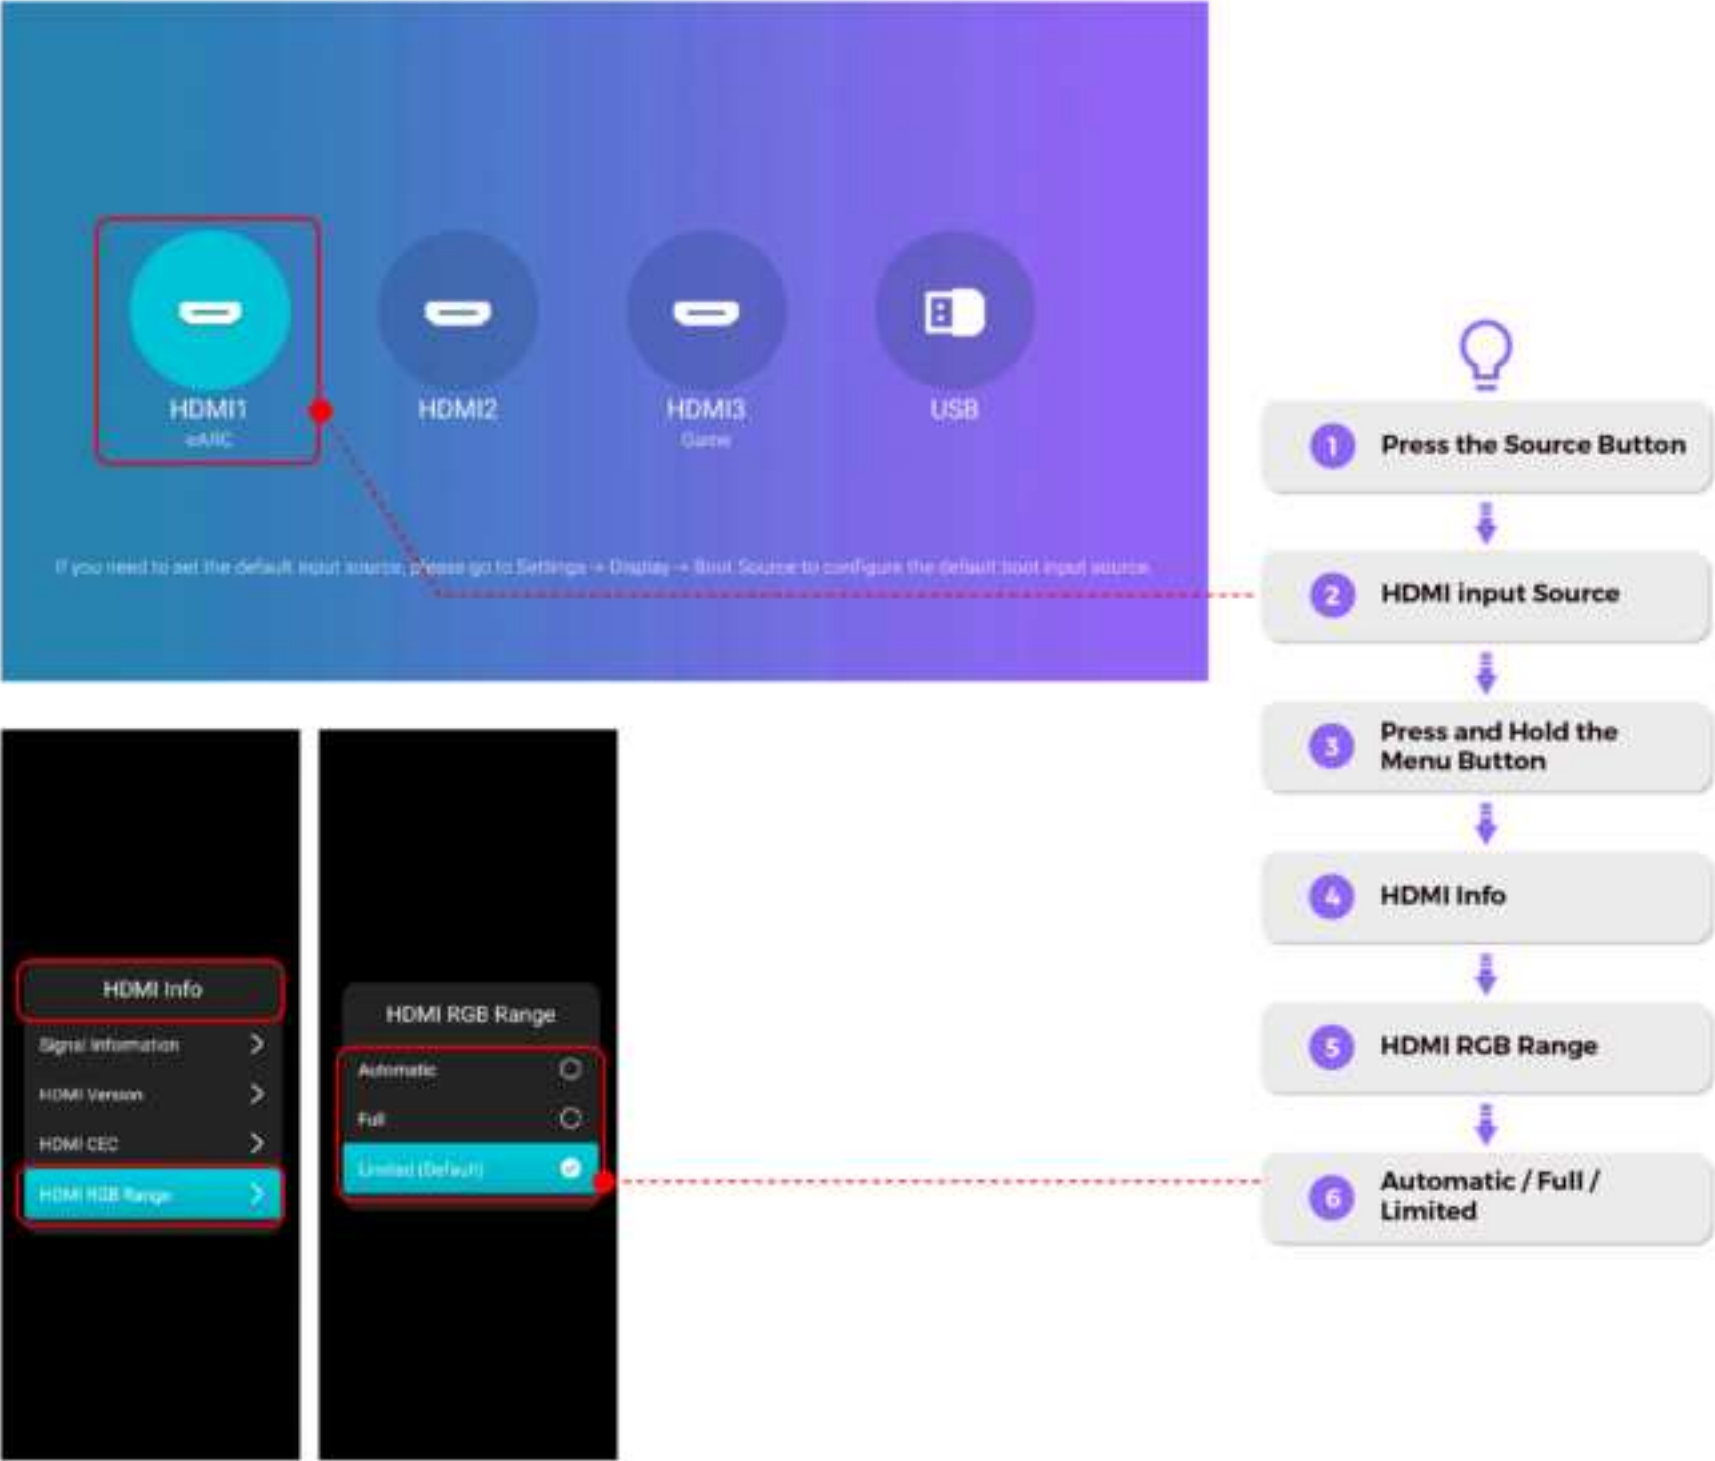 HDMI1
eARC
HDMI2
HDMI3
Game
USB
If you need to set the default input source, please go to Settings → Display → Boot Source to configure the default boot input source.
1 Press the Source Button
2 HDMI input Source
3 Press and Hold the
Menu Button
4 HDMI Info
5 HDMI RGB Range
6 Automatic / Full /
Limited
HDMI Info
Signal Information
HDMI Version
HDMI CEC
HDMI RGB Range
HDMI RGB Range
Automatic
Full
Limited (Default)